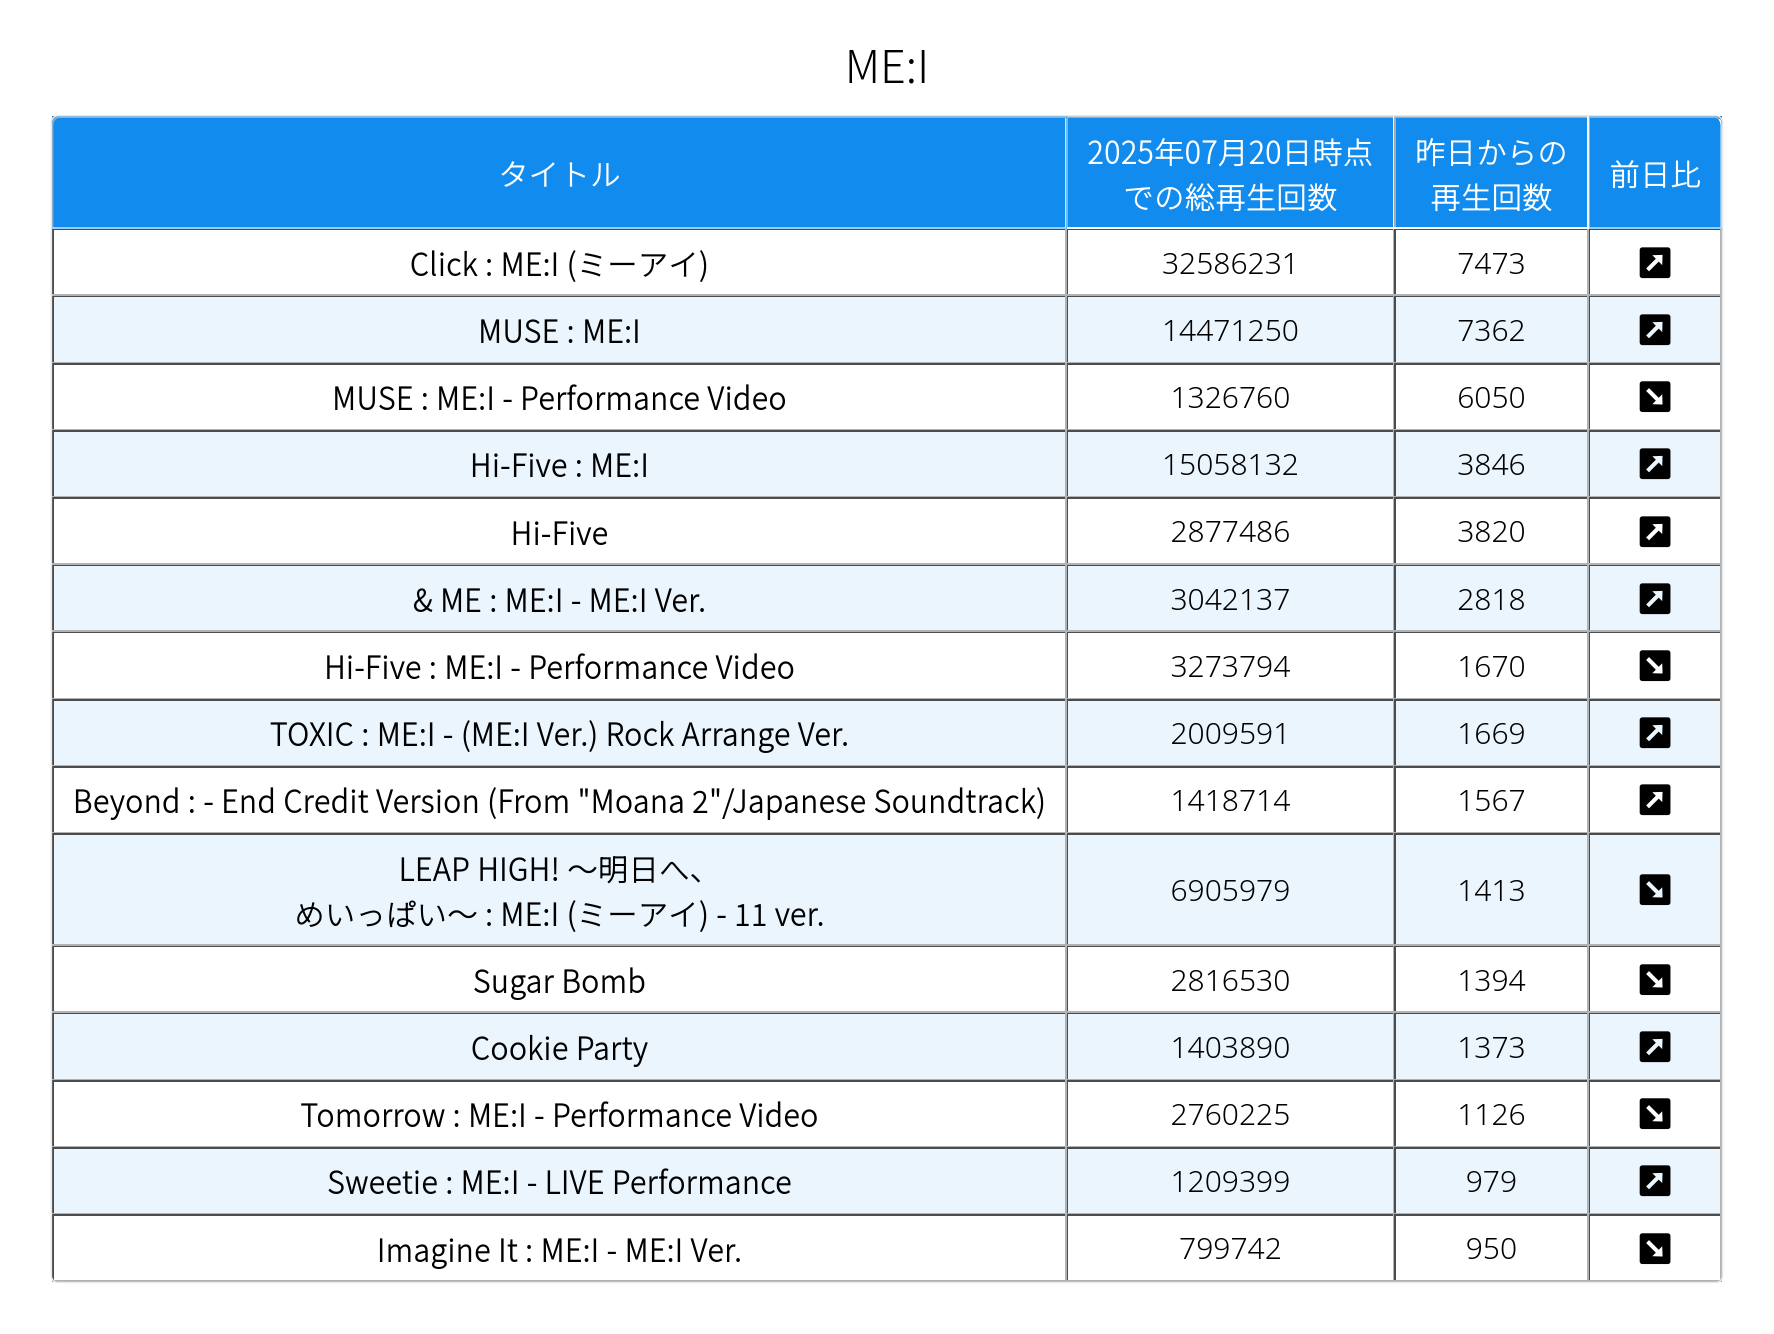 ME:I
タイトル
2025年07月20日時点
での総再生回数
昨日からの
再生回数
前日比
Click : ME:I (ミーアイ) 32586231 7473 ↗
MUSE : ME:I 14471250 7362 ↗
MUSE : ME:I - Performance Video 1326760 6050 ↘
Hi-Five : ME:I 15058132 3846 ↗
Hi-Five 2877486 3820 ↗
& ME : ME:I - ME:I Ver. 3042137 2818 ↗
Hi-Five : ME:I - Performance Video 3273794 1670 ↘
TOXIC : ME:I - (ME:I Ver.) Rock Arrange Ver. 2009591 1669 ↗
Beyond : - End Credit Version (From "Moana 2"/Japanese Soundtrack) 1418714 1567 ↗
LEAP HIGH! ～明日へ、
めいっぱい～ : ME:I (ミーアイ) - 11 ver. 6905979 1413 ↘
Sugar Bomb 2816530 1394 ↘
Cookie Party 1403890 1373 ↗
Tomorrow : ME:I - Performance Video 2760225 1126 ↘
Sweetie : ME:I - LIVE Performance 1209399 979 ↗
Imagine It : ME:I - ME:I Ver. 799742 950 ↘